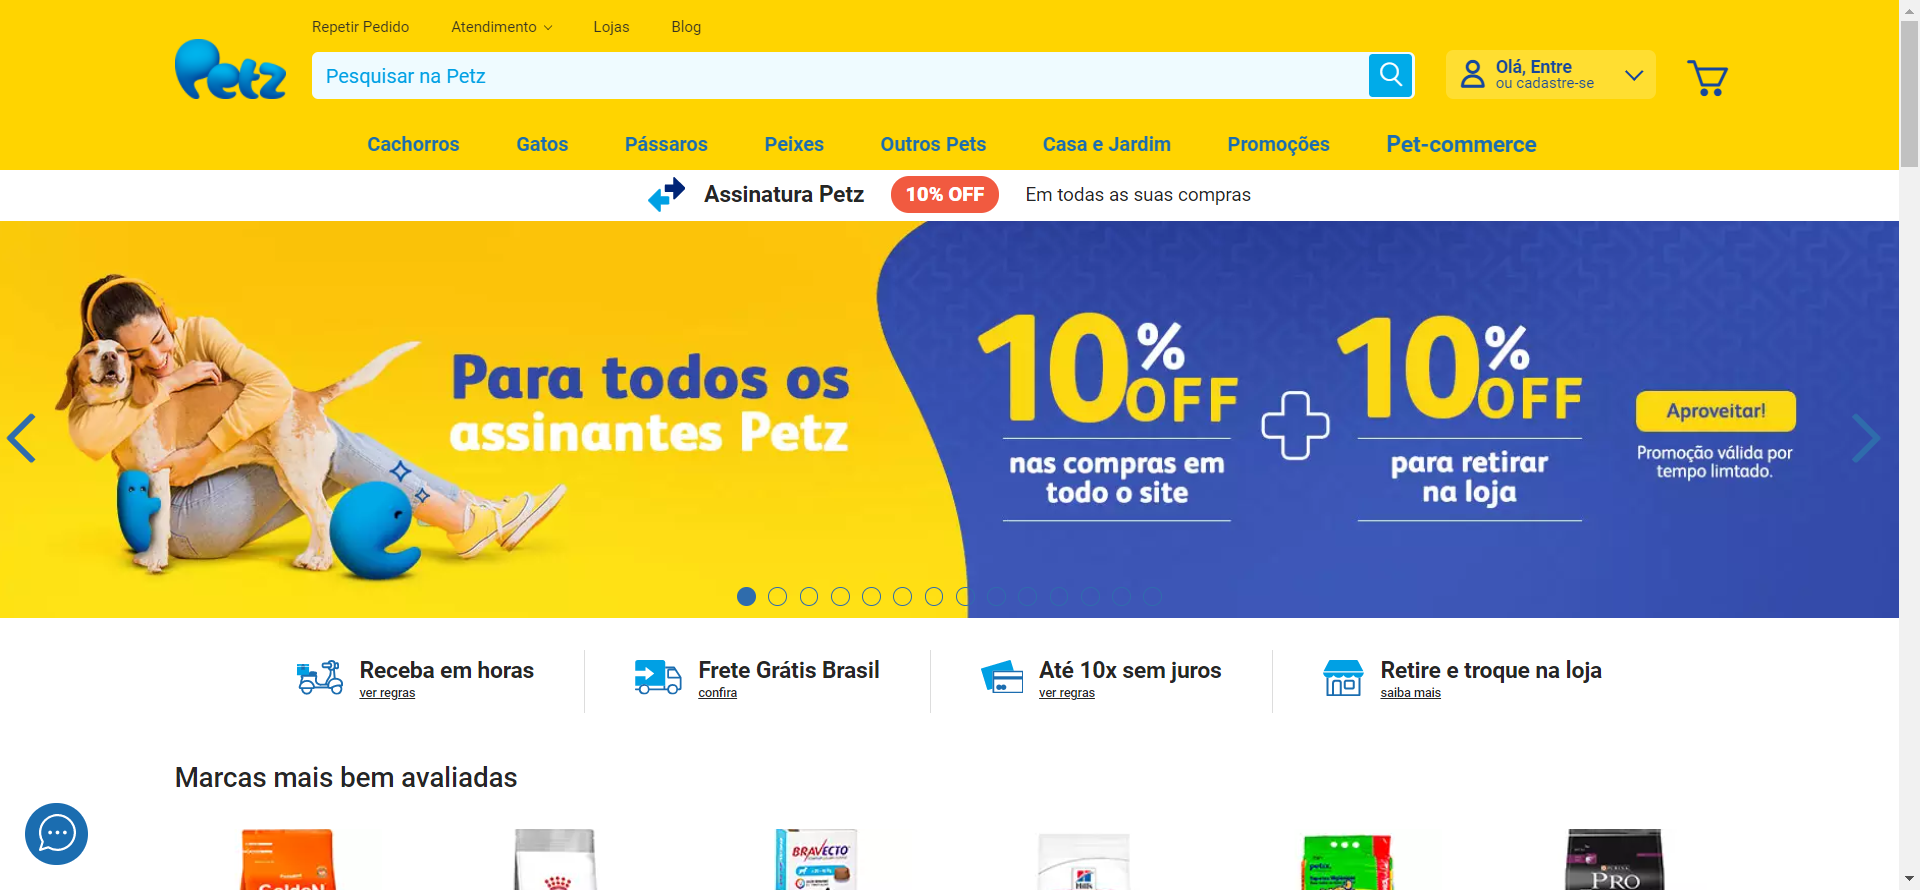 Repetir Pedido
Atendimento
Lojas
Blog
Petz
Pesquisar na Petz
Olá, Entre
ou cadastre-se
Cachorros
Gatos
Pássaros
Peixes
Outros Pets
Casa e Jardim
Promoções
Pet-commerce
Assinatura Petz
10% OFF
Em todas as suas compras
Para todos os
assinantes Petz
10% OFF
nas compras em
todo o site
10% OFF
para retirar
na loja
Aproveitar!
Promoção válida por
tempo limtado.
Receba em horas
ver regras
Frete Grátis Brasil
confira
Até 10x sem juros
ver regras
Retire e troque na loja
saiba mais
Marcas mais bem avaliadas
GoldeN
BRAVECTO
Hill's
petix
PURINA
PRO